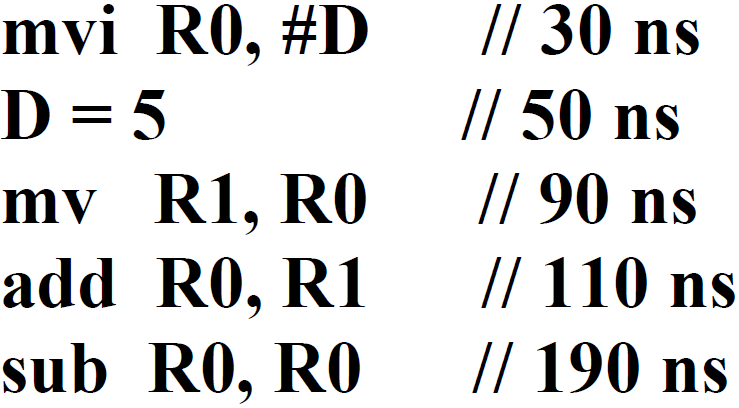 mvi R0, #D // 30 ns
D = 5 // 50 ns
mv R1, R0 // 90 ns
add R0, R1 // 110 ns
sub R0, R0 // 190 ns